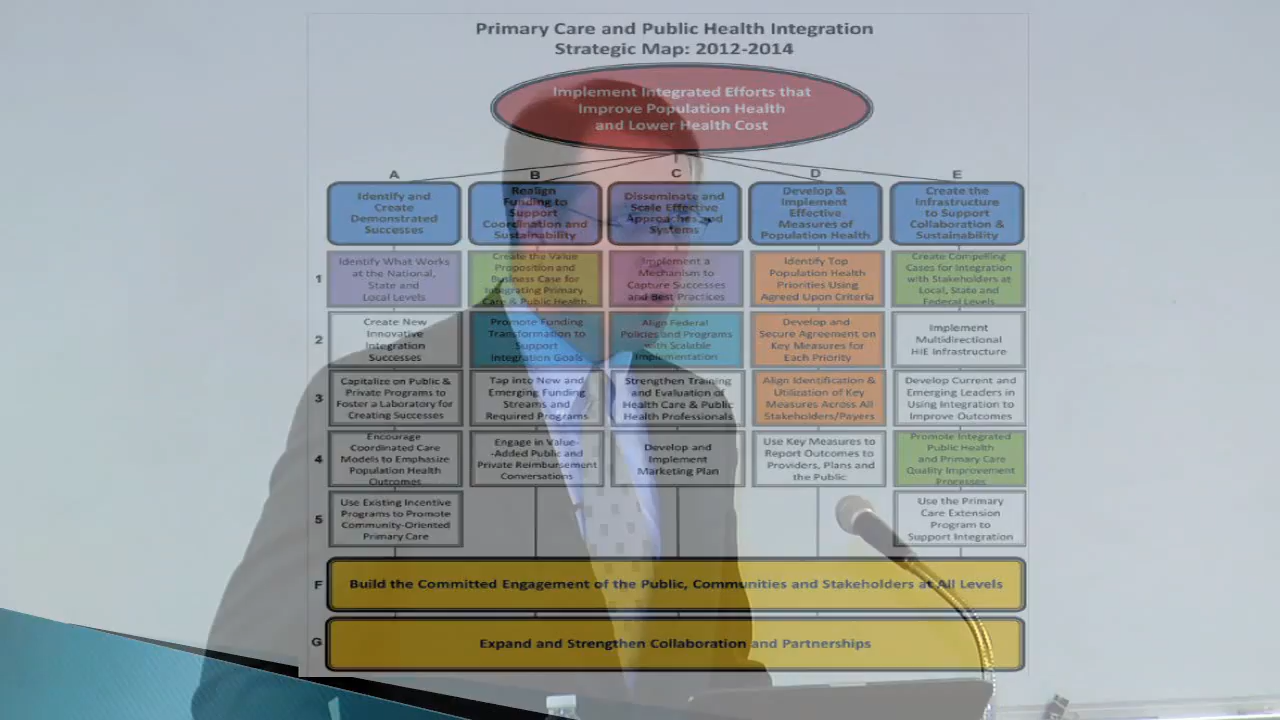 Primary Care and Public Health Integration
Strategic Map: 2012-2014
Implement Integrated Efforts that
Improve Population Health
and Lower Health Cost
A
B
C
D
E
Identify and
Create
Demonstrated
Successes
Realign
Funding to
Support
Coordination and
Sustainability
Disseminate and
Scale Effective
Approaches and
Systems
Develop &
Implement
Effective
Measures of
Population Health
Create the
Infrastructure
to Support
Collaboration &
Sustainability
1
Identify What Works
at the National,
State and
Local Levels
Create the Value
Proposition and
Business Case for
Integrating Primary
Care & Public Health
Implement a
Mechanism to
Capture Successes
and Best Practices
Identify Top
Population Health
Priorities Using
Agreed Upon Criteria
Create Compelling
Cases for Integration
with Stakeholders at
Local, State and
Federal Levels
2
Create New
Innovative
Integration
Successes
Promote Funding
Transformation to
Support
Integration Goals
Align Federal
Policies and Programs
with Scalable
Implementation
Develop and
Secure Agreement on
Key Measures for
Each Priority
Implement
Multidirectional
HIE Infrastructure
3
Capitalize on Public &
Private Programs to
Foster a Laboratory for
Creating Successes
Tap into New and
Emerging Funding
Streams and
Required Programs
Strengthen Training
and Evaluation of
Health Care & Public
Health Professionals
Align Identification &
Utilization of Key
Measures Across All
Stakeholders/Payers
Develop Current and
Emerging Leaders in
Using Integration to
Improve Outcomes
4
Encourage
Coordinated Care
Models to Emphasize
Population Health
Outcomes
Engage in Value-
-Added Public and
Private Reimbursement
Conversations
Develop and
Implement
Marketing Plan
Use Key Measures to
Report Outcomes to
Providers, Plans and
the Public
Promote Integrated
Public Health
and Primary Care
Quality Improvement
Processes
5
Use Existing Incentive
Programs to Promote
Community-Oriented
Primary Care
Use the Primary
Care Extension
Program to
Support Integration
F
Build the Committed Engagement of the Public, Communities and Stakeholders at All Levels
G
Expand and Strengthen Collaboration and Partnerships